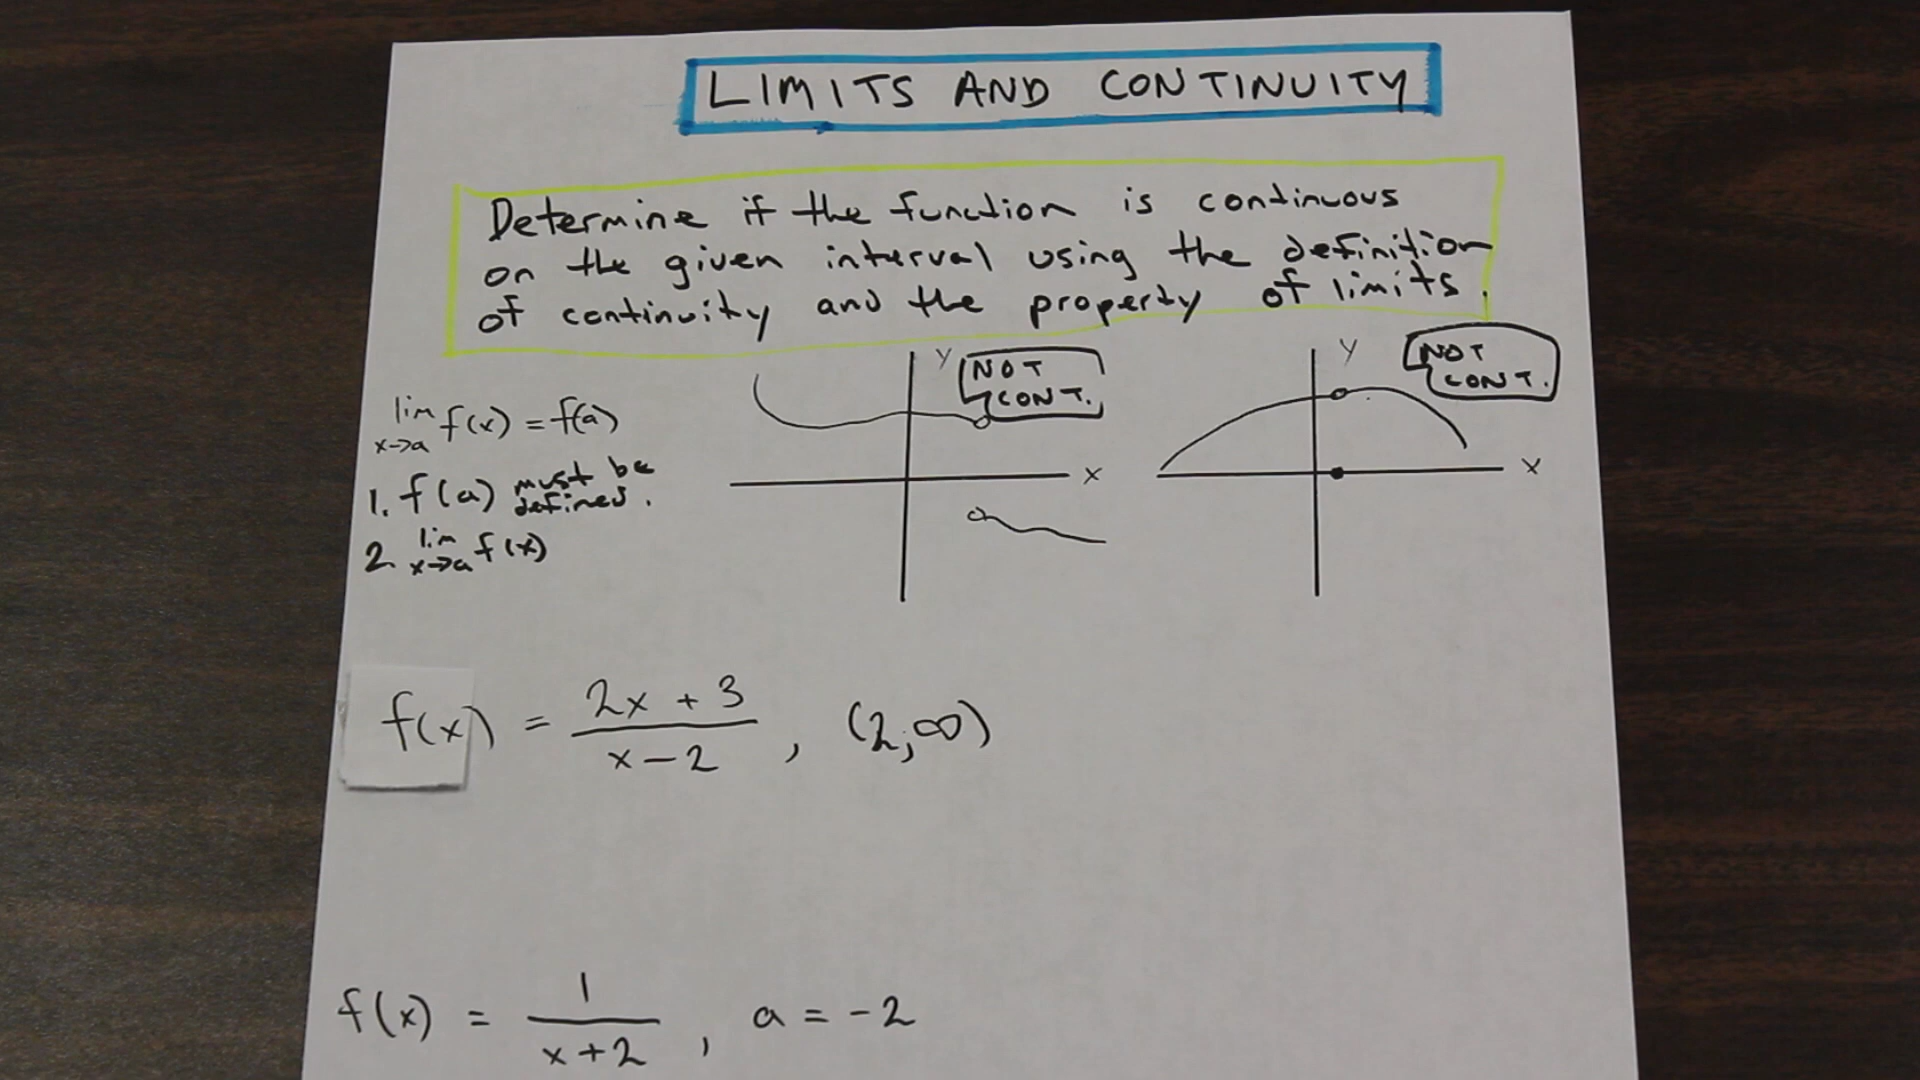 LIMITS AND CONTINUITY
Determine if the function is continuous
on the given interval using the definition
of continuity and the property of limits.
lim f(x) = f(a)
x→a
1. f(a) must be
defined.
2. lim f(x)
x→a
y
NOT
CONT.
x
y
NOT
CONT.
x
f(x) = 2x + 3
x - 2 , (2,∞)
f(x) = 1
x + 2 , a = -2